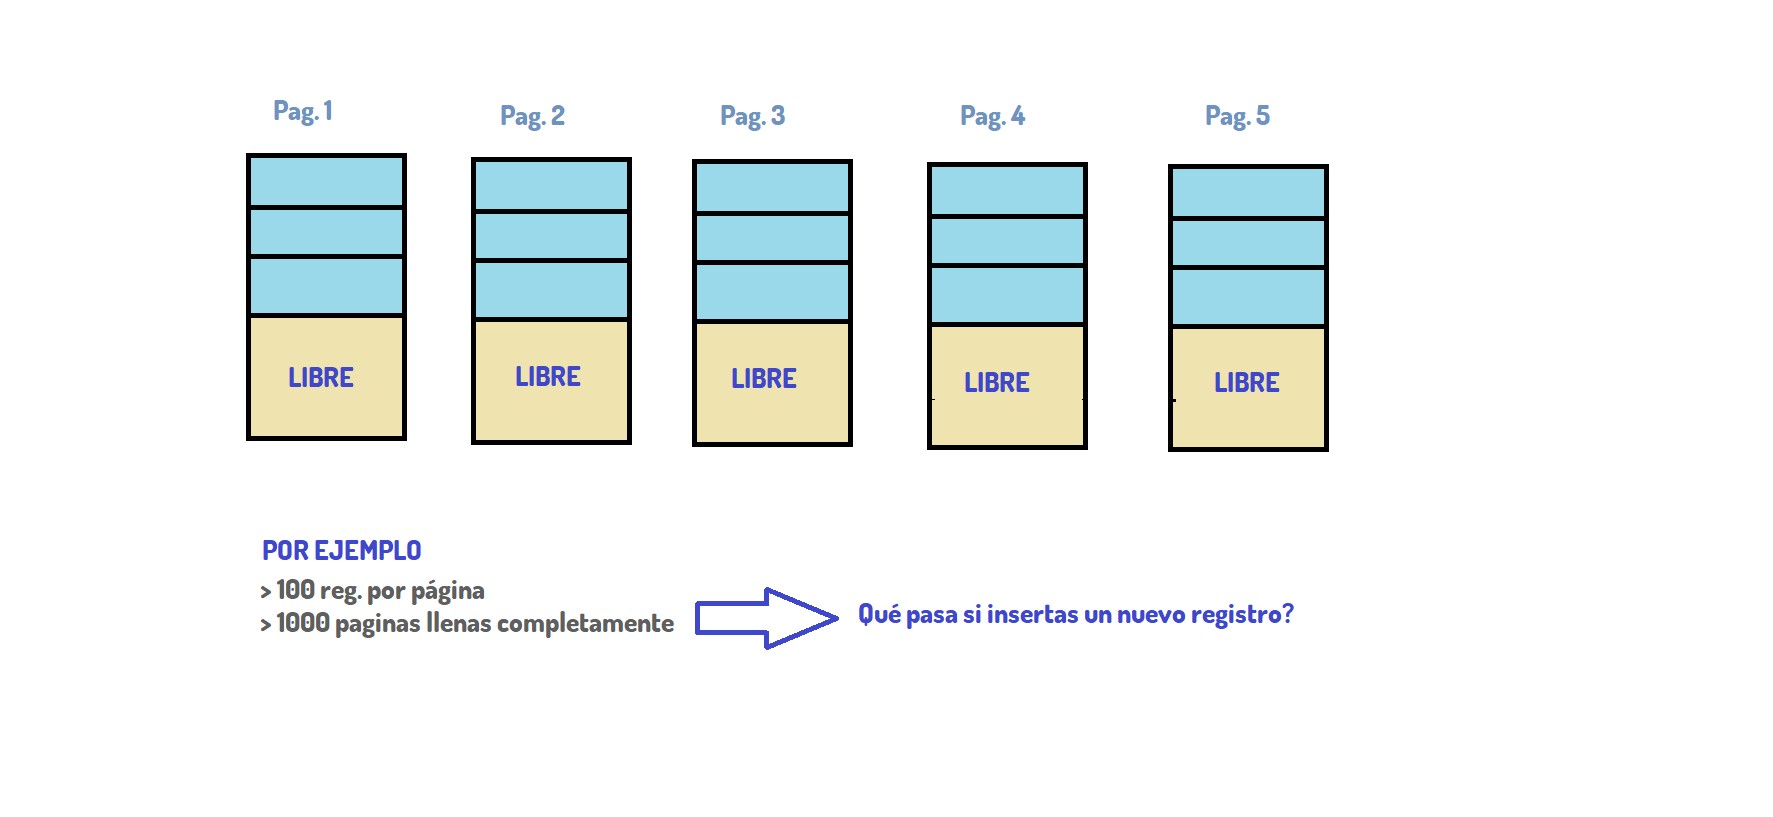 Pag. 1
Pag. 2
Pag. 3
Pag. 4
Pag. 5
LIBRE
LIBRE
LIBRE
LIBRE
LIBRE
POR EJEMPLO
> 100 reg. por página
> 1000 paginas llenas completamente
Qué pasa si insertas un nuevo registro?